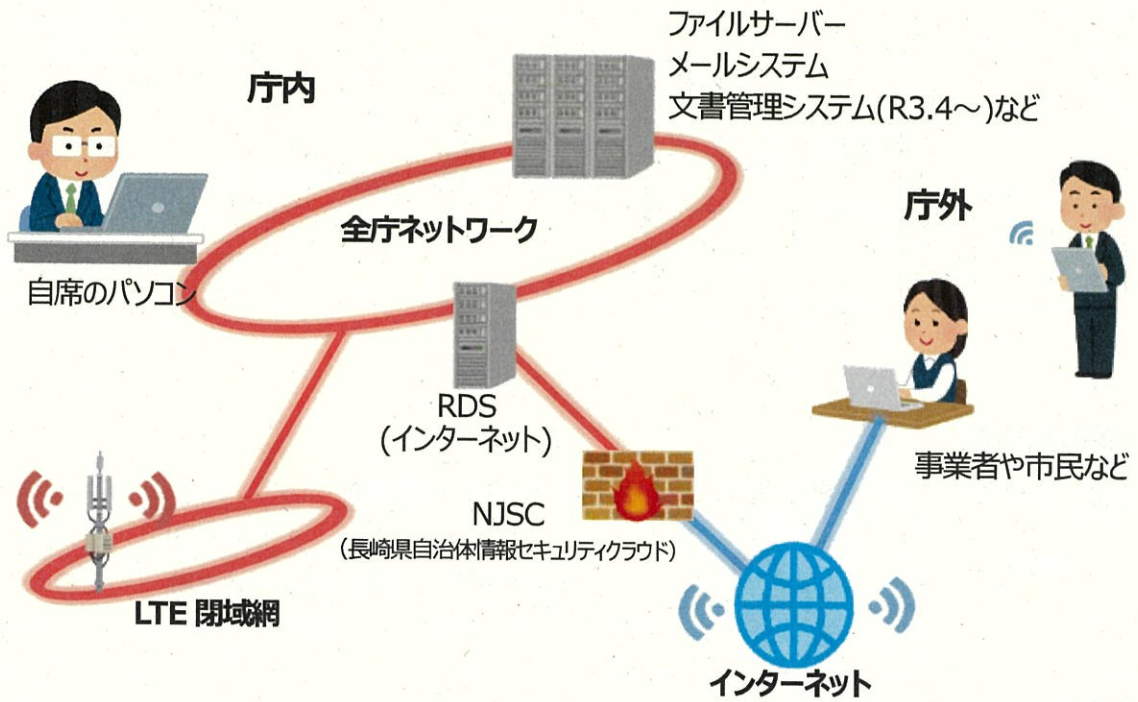 ファイルサーバー
メールシステム
文書管理システム(R3.4～)など
庁内
庁外
全庁ネットワーク
自席のパソコン
RDS
(インターネット)
事業者や市民など
NJSC
（長崎県自治体情報セキュリティクラウド）
LTE 閉域網
インターネット